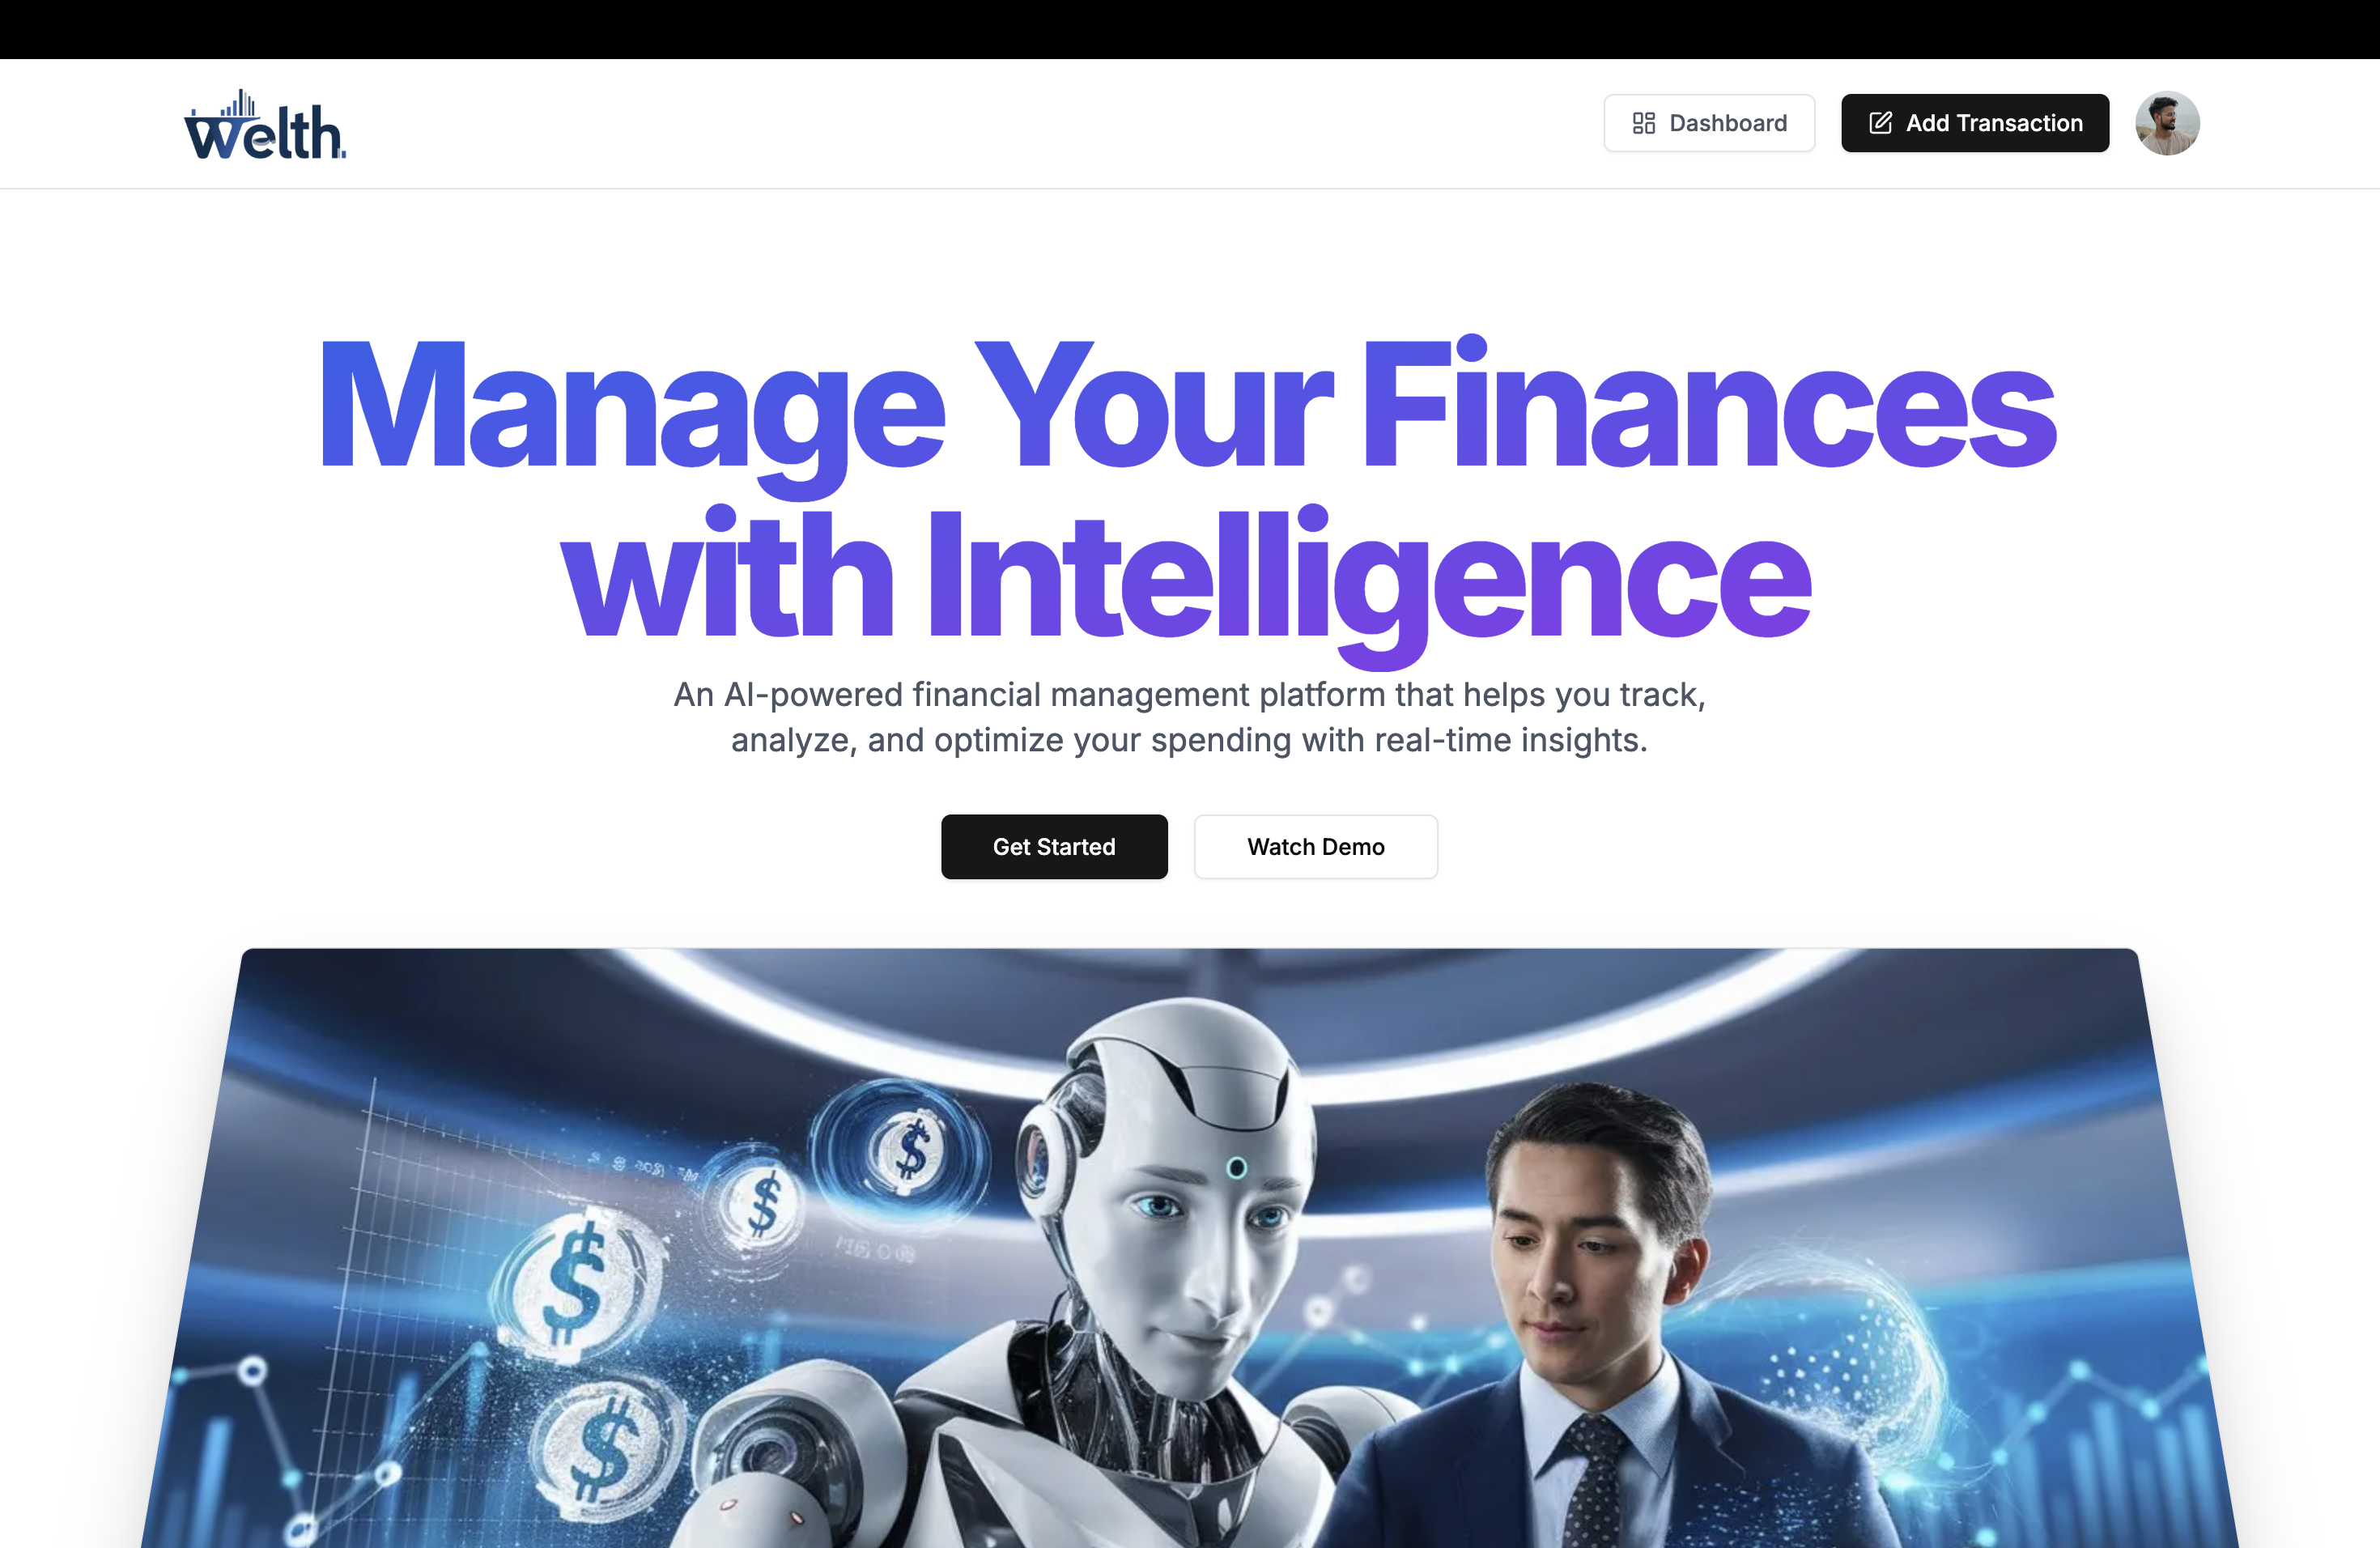 welth
Dashboard
Add Transaction
Manage Your Finances
with Intelligence
An AI-powered financial management platform that helps you track,
analyze, and optimize your spending with real-time insights.
Get Started
Watch Demo
$
$
$
$